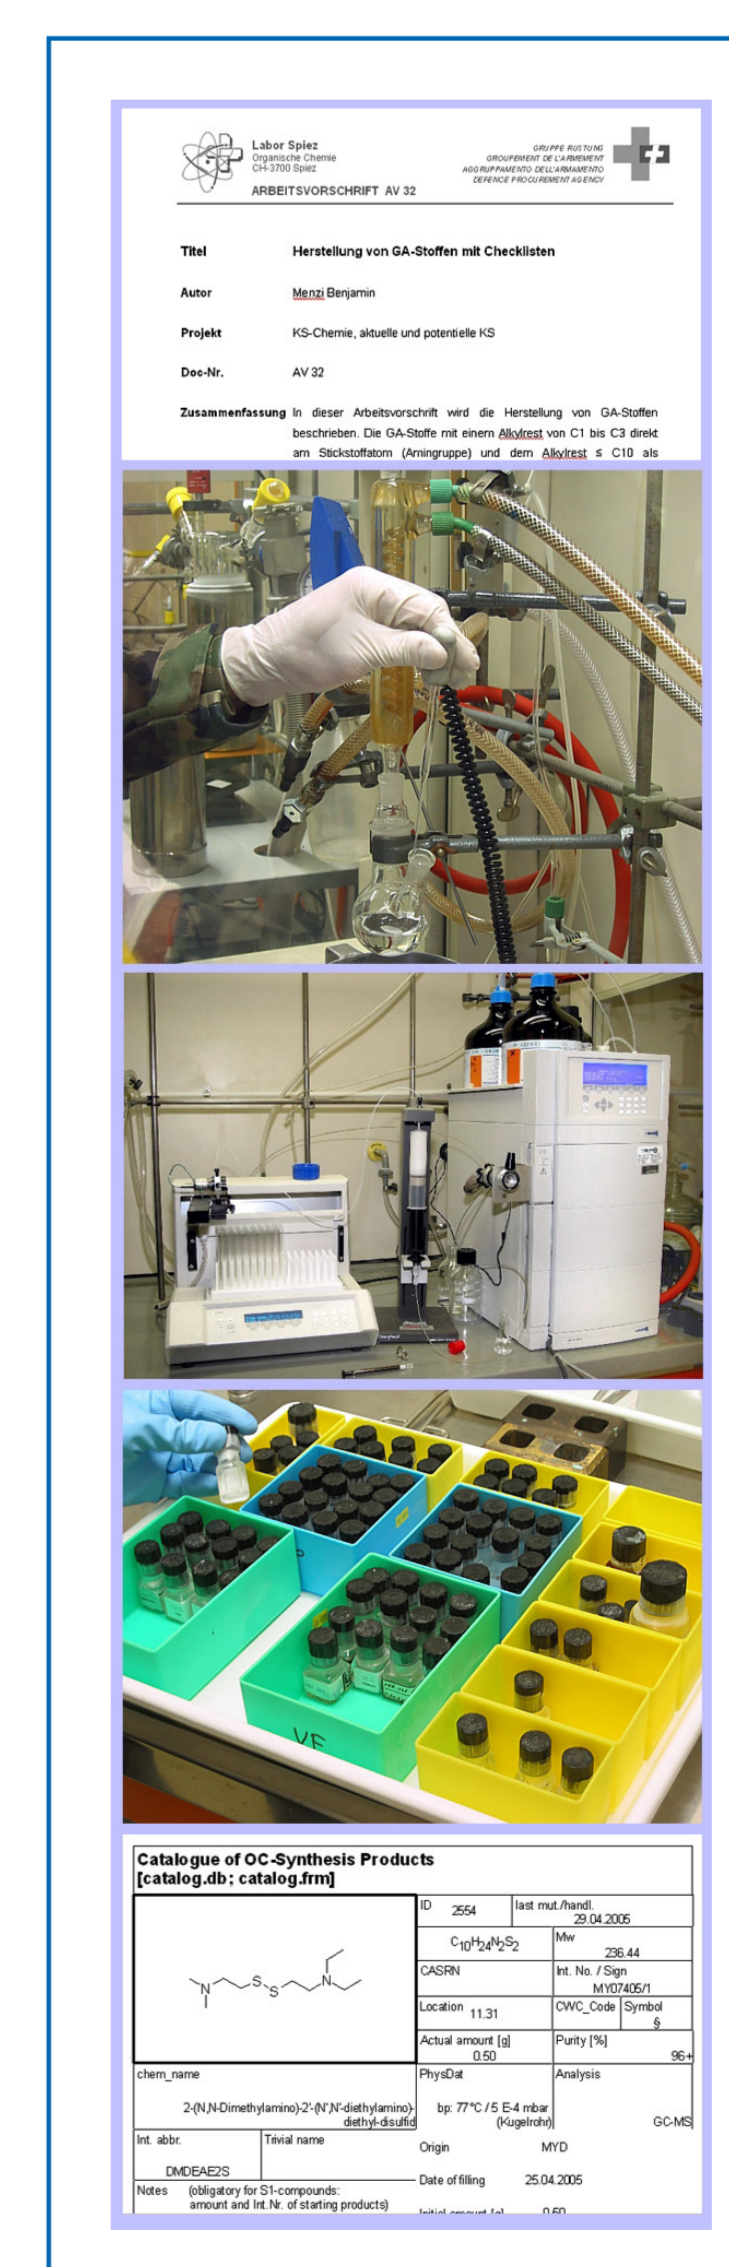 Labor Spiez
Organische Chemie
CH-3700 Spiez
ARBEITSVORSCHRIFT AV 32
GRUPPE RÜSTUNG
GROUPEMENT DE L'ARMEMENT
AGGRUPPAMENTO DELL'ARMAMENTO
DEFENCE PROCUREMENT AGENCY
Titel Herstellung von GA-Stoffen mit Checklisten
Autor Menzi Benjamin
Projekt KS-Chemie, aktuelle und potentielle KS
Doc-Nr. AV 32
Zusammenfassung In dieser Arbeitsvorschrift wird die Herstellung von GA-Stoffen
beschrieben. Die GA-Stoffe mit einem Alkylrest von C1 bis C3 direkt
am Stickstoffatom (Amingruppe) und dem Alkylrest ≤ C10 als
VE
Catalogue of OC-Synthesis Products
[catalog.db; catalog.frm]
ID 2554
last mut./handl.
29.04.2005
C10H24N2S2
Mw
236.44
CASRN
Int. No. / Sign
MY07405/1
Location 11.31
CWC_Code Symbol
§
Actual amount [g]
0.50
Purity [%]
96+
N S S N
chem_name
2-(N,N-Dimethylamino)-2'-(N',N'-diethylamino)-
diethyl-disulfid
PhysDat
bp: 77°C / 5 E-4 mbar
(Kugelrohr)
Analysis
GC-MS
Int. abbr.
DMDEAE2S
Trivial name
Origin MYD
Date of filling 25.04.2005
Notes (obligatory for S1-compounds:
amount and Int.Nr. of starting products)
Initial amount [g] 0.50